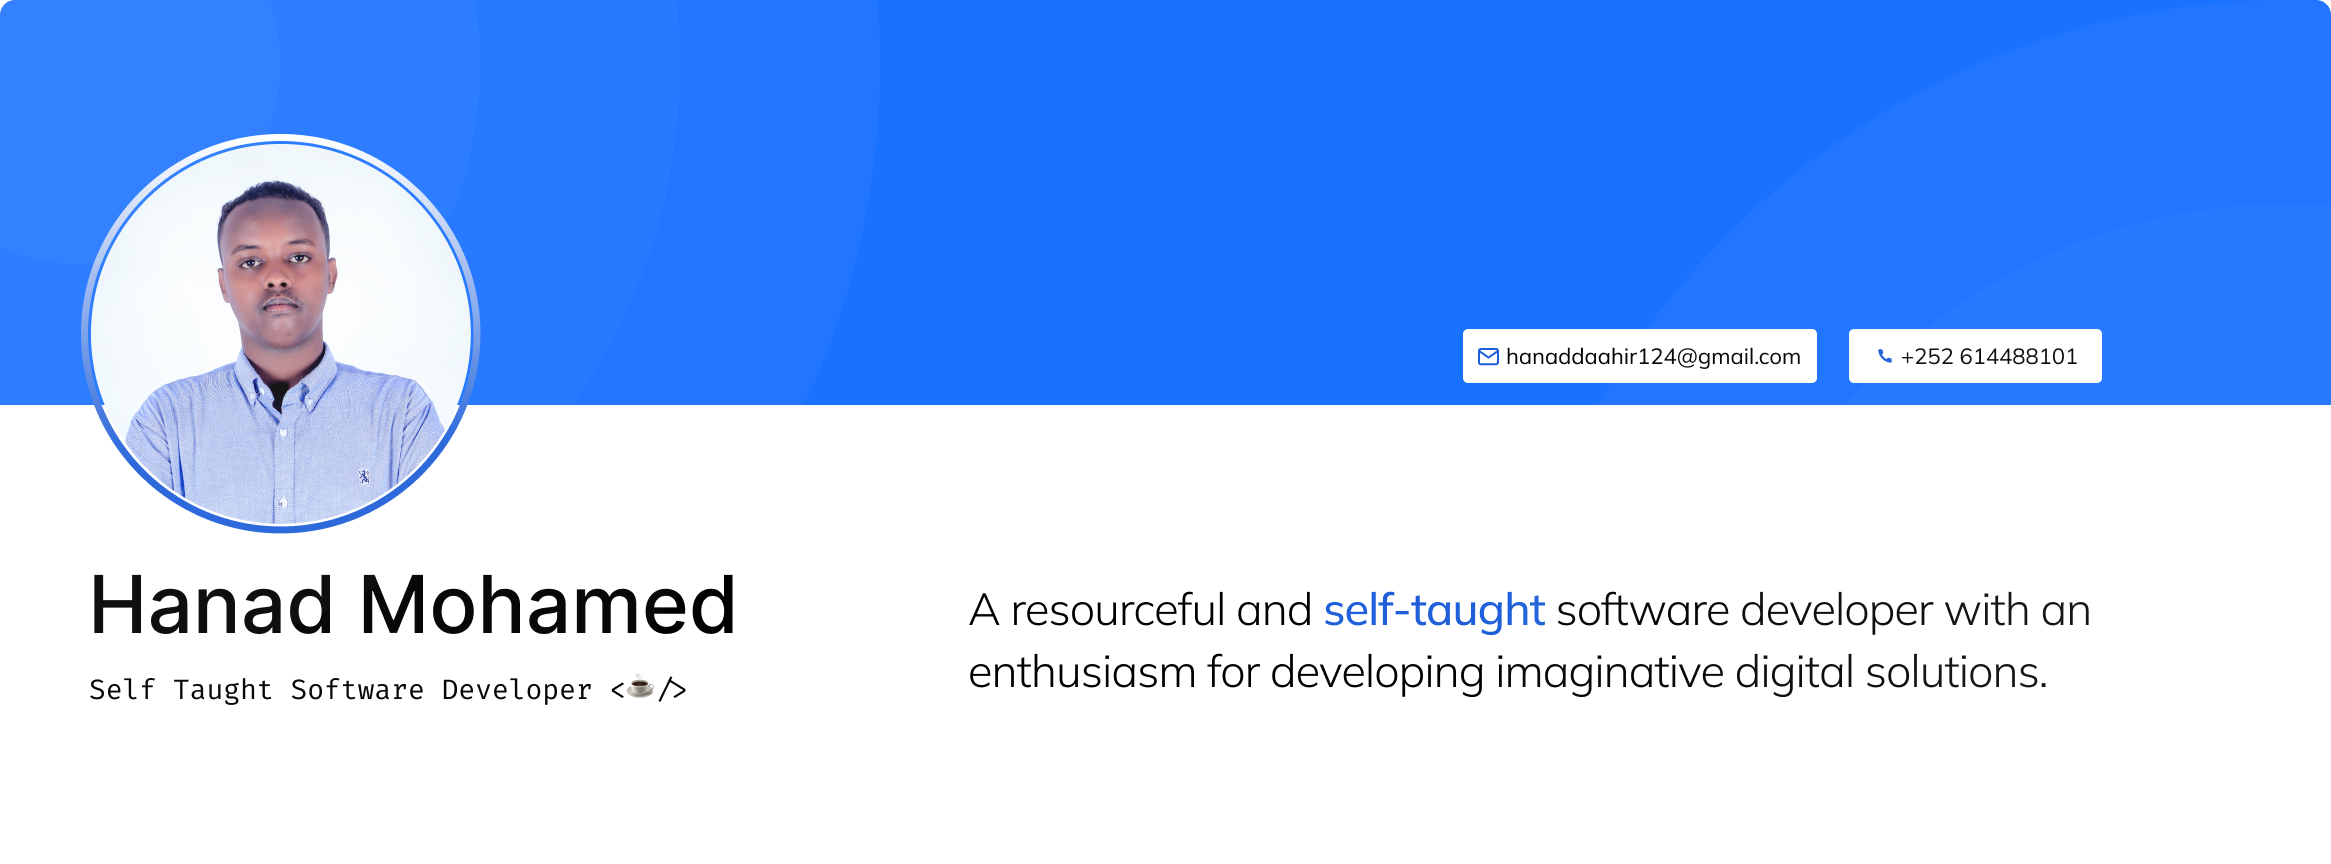 hanaddaahir124@gmail.com
+252 614488101
Hanad Mohamed
Self Taught Software Developer <☕/>
A resourceful and self-taught software developer with an
enthusiasm for developing imaginative digital solutions.